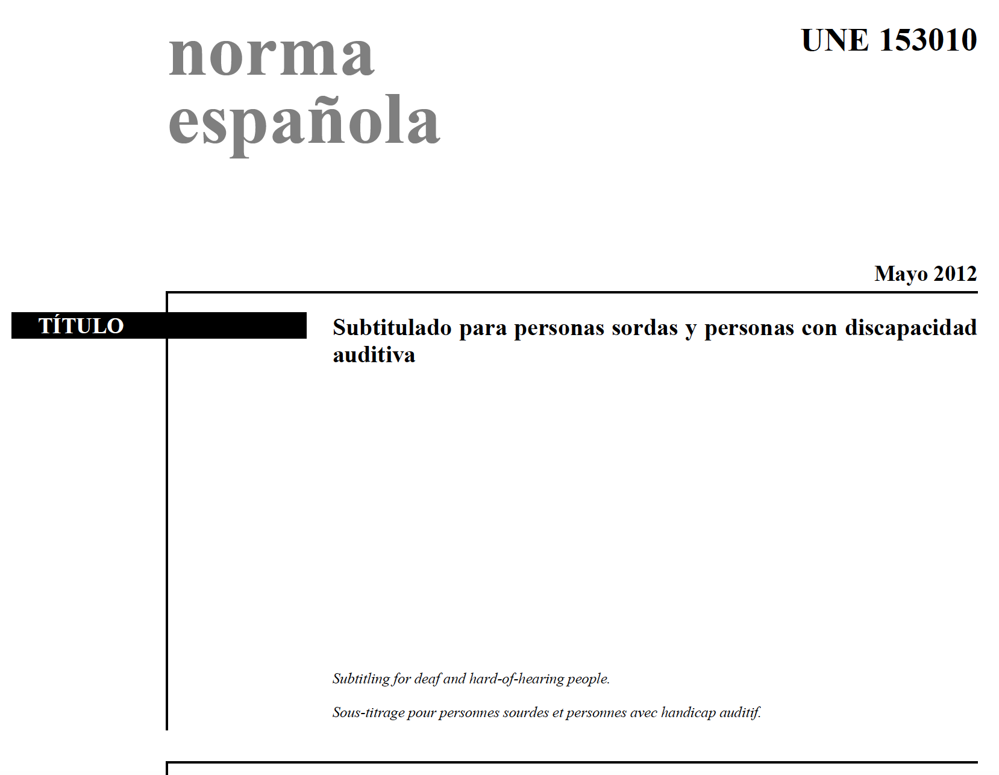 norma
española
UNE 153010
Mayo 2012
TÍTULO
Subtitulado para personas sordas y personas con discapacidad
auditiva
Subtitling for deaf and hard-of-hearing people.
Sous-titrage pour personnes sourdes et personnes avec handicap auditif.